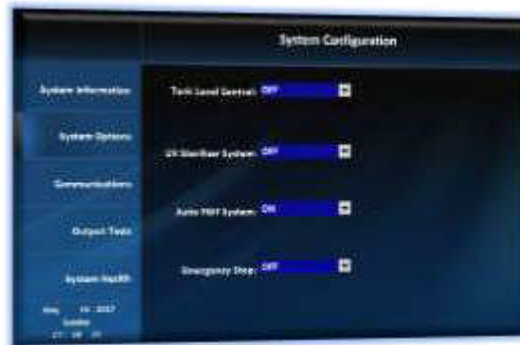 System Configuration
System Information
Tank Level Control: OFF
System Options
UV Sterilizer System: OFF
Communications
Auto System: ON
Output Tests
Emergency Stop: OFF
System Health
2017